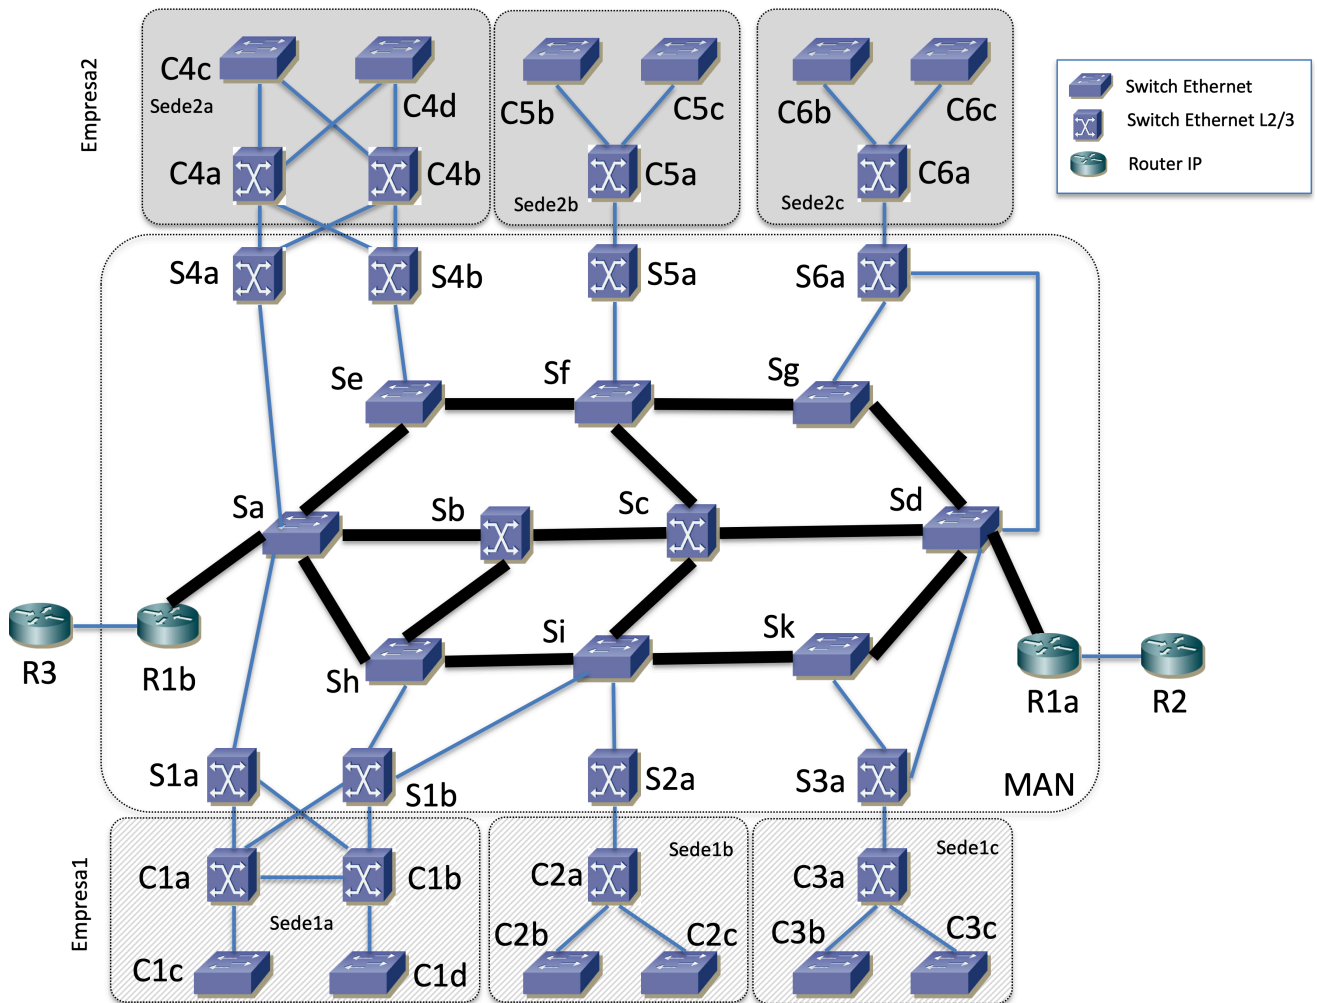 Empresa2
C4c
Sede2a
C4d
C4a
C4b
C5b
C5c
C5a
Sede2b
C6b
C6c
C6a
Sede2c
Switch Ethernet
Switch Ethernet L2/3
Router IP
S4a
S4b
S5a
S6a
Se
Sf
Sg
Sa
Sb
Sc
Sd
Sh
Si
Sk
R3
R1b
R1a
R2
S1a
S1b
S2a
S3a
MAN
Empresa1
C1a
C1b
Sede1a
C1c
C1d
Sede1b
C2a
C2b
C2c
Sede1c
C3a
C3b
C3c